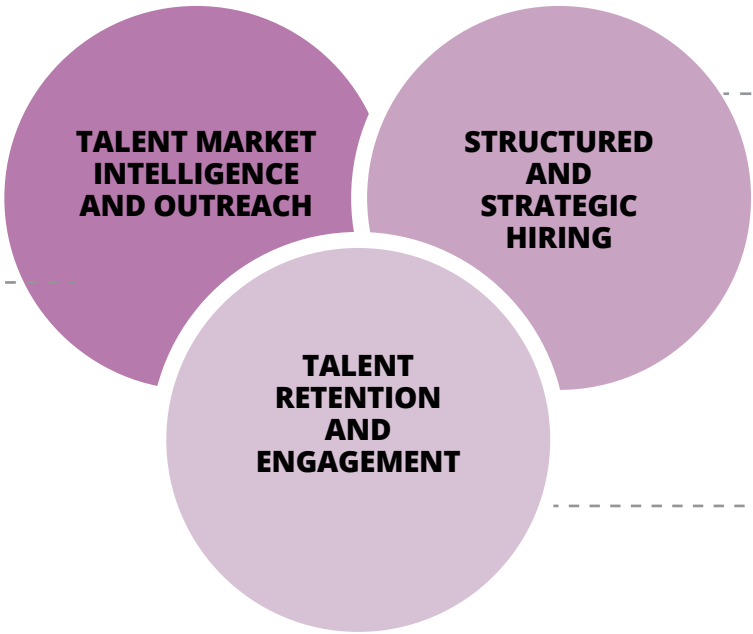 TALENT MARKET
INTELLIGENCE
AND OUTREACH
STRUCTURED
AND
STRATEGIC
HIRING
TALENT
RETENTION
AND
ENGAGEMENT